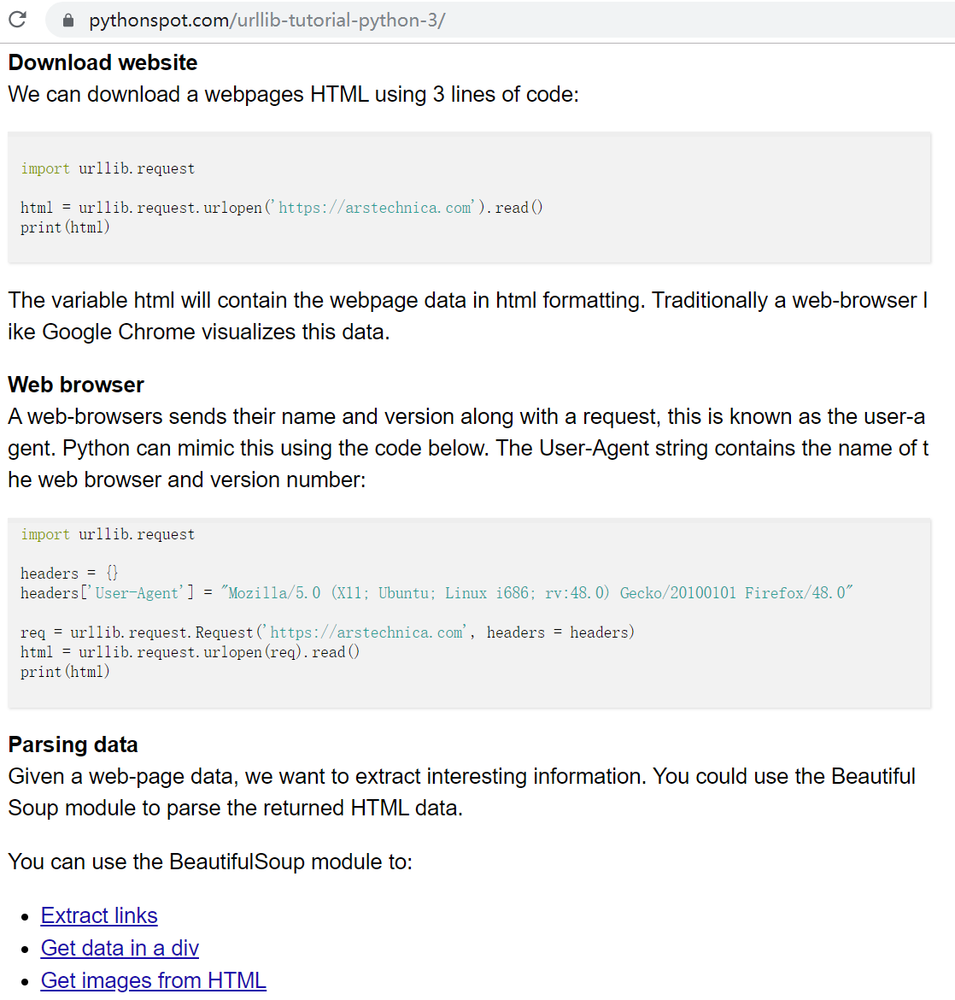 pythonspot.com/urllib-tutorial-python-3/
Download website
We can download a webpages HTML using 3 lines of code:
import urllib.request
html = urllib.request.urlopen('https://arstechnica.com').read()
print(html)
The variable html will contain the webpage data in html formatting. Traditionally a web-browser l
ike Google Chrome visualizes this data.
Web browser
A web-browsers sends their name and version along with a request, this is known as the user-a
gent. Python can mimic this using the code below. The User-Agent string contains the name of t
he web browser and version number:
import urllib.request
headers = {}
headers['User-Agent'] = "Mozilla/5.0 (X11; Ubuntu; Linux i686; rv:48.0) Gecko/20100101 Firefox/48.0"
req = urllib.request.Request('https://arstechnica.com', headers = headers)
html = urllib.request.urlopen(req).read()
print(html)
Parsing data
Given a web-page data, we want to extract interesting information. You could use the Beautiful
Soup module to parse the returned HTML data.
You can use the BeautifulSoup module to:
• Extract links
• Get data in a div
• Get images from HTML